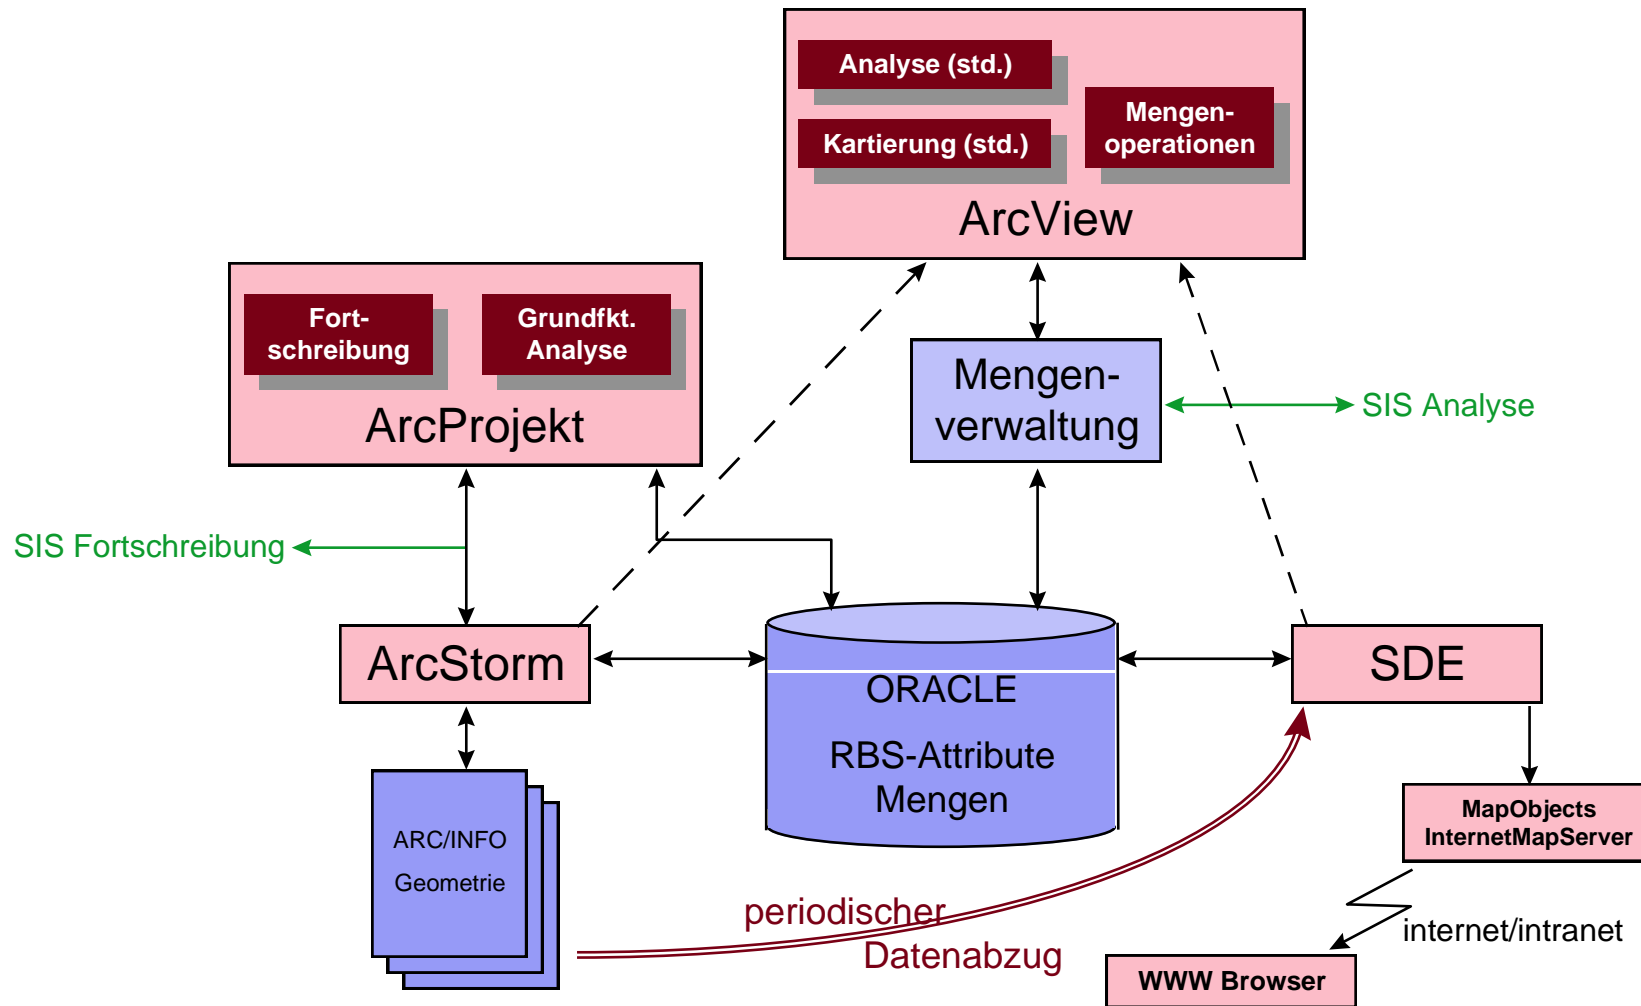 Analyse (std.)
Kartierung (std.)
Mengen-
operationen
ArcView
Fort-
schreibung
Grundfkt.
Analyse
ArcProjekt
Mengen-
verwaltung
SIS Analyse
SIS Fortschreibung
ArcStorm
ORACLE
RBS-Attribute
Mengen
SDE
ARC/INFO
Geometrie
MapObjects
InternetMapServer
periodischer
Datenabzug
internet/intranet
WWW Browser